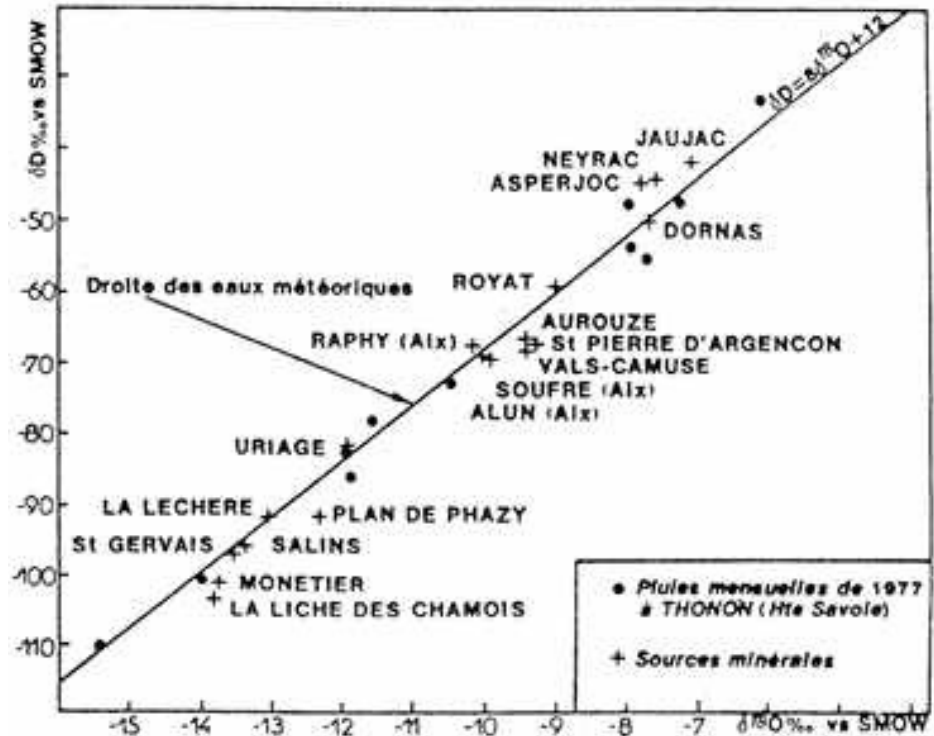 δD‰ vs SMOW
δD=8δ18O+12
JAUJAC
NEYRAC
ASPERJOC
-50
DORNAS
Droite des eaux météoriques
-60
ROYAT
AUROUZE
RAPHY (Aix)
St PIERRE D'ARGENCON
-70
VALS-CAMUSE
SOUFRE (Aix)
ALUN (Aix)
-80
URIAGE
-90
LA LECHERE
PLAN DE PHAZY
St GERVAIS
SALINS
-100
MONETIER
LA LICHE DES CHAMOIS
-110
Pluies mensuelles de 1977
à THONON (Hte Savoie)
Sources minérales
-15 -14 -13 -12 -11 -10 -9 -8 -7 δ18O‰ vs SMOW